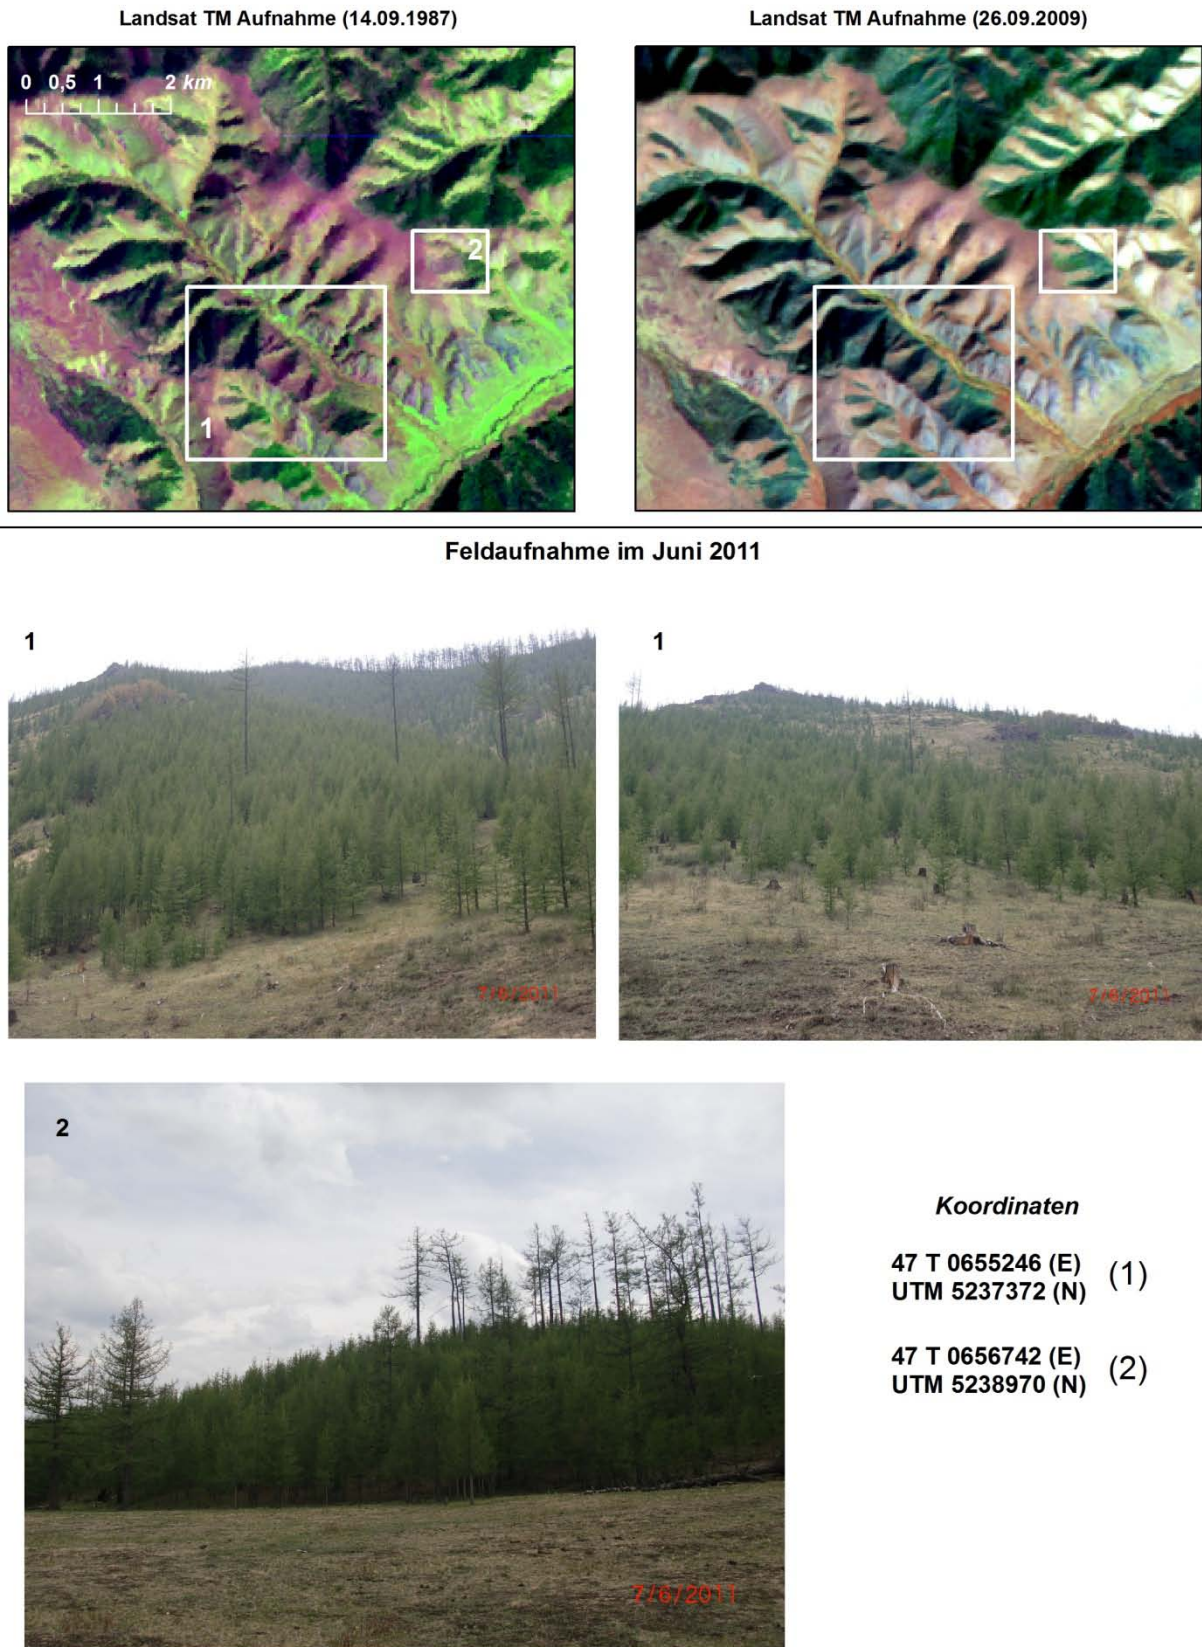 Landsat TM Aufnahme (14.09.1987)
Landsat TM Aufnahme (26.09.2009)
0 0,5 1 2 km
2
1
Feldaufnahme im Juni 2011
1
1
7/6/2011
7/6/2011
2
Koordinaten
47 T 0655246 (E)
UTM 5237372 (N)
(1)
47 T 0656742 (E)
UTM 5238970 (N)
(2)
7/6/2011